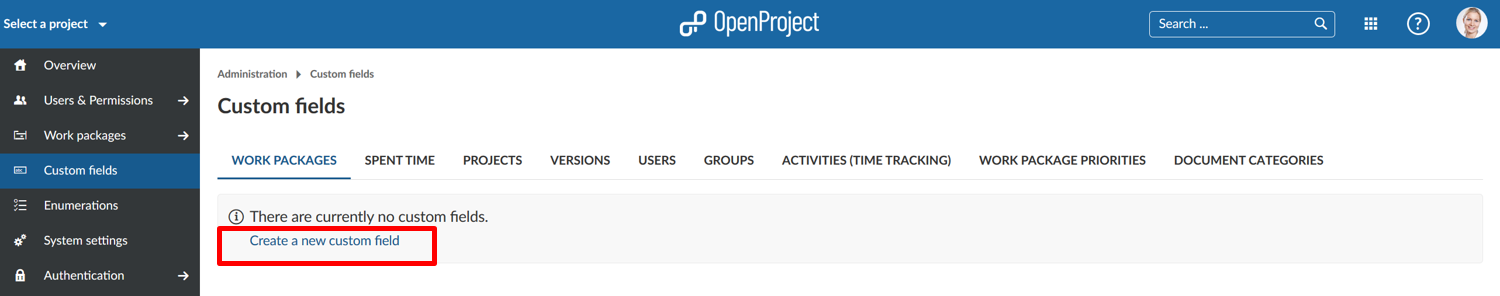 Select a project
OpenProject
Search ...
?
Overview
Users & Permissions
Work packages
Custom fields
Enumerations
System settings
Authentication
Administration Custom fields
Custom fields
WORK PACKAGES SPENT TIME PROJECTS VERSIONS USERS GROUPS ACTIVITIES (TIME TRACKING) WORK PACKAGE PRIORITIES DOCUMENT CATEGORIES
There are currently no custom fields.
Create a new custom field